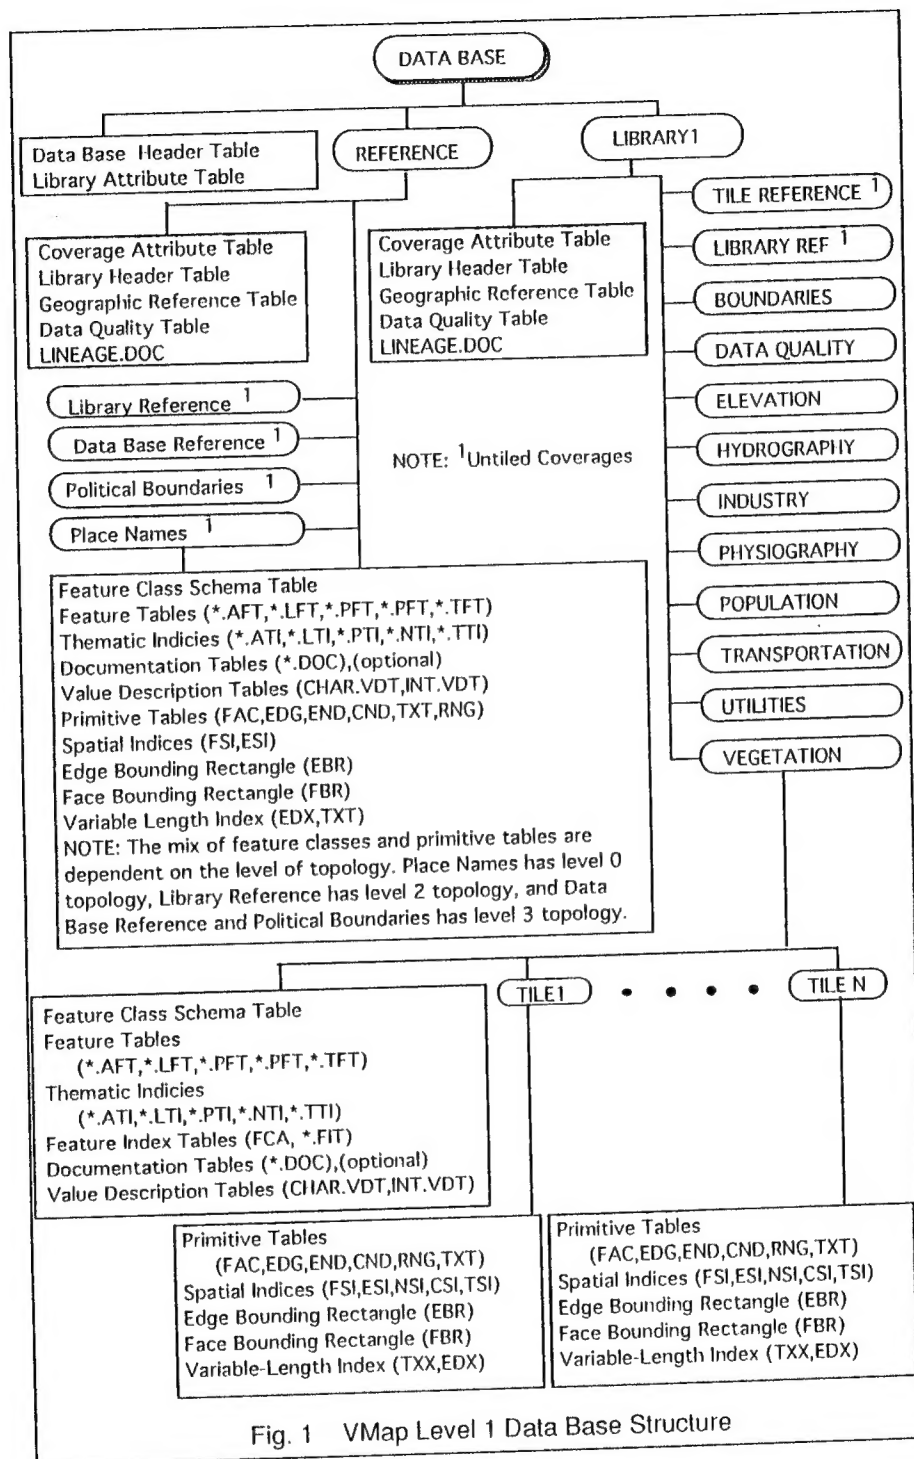 DATA BASE
Data Base Header Table
Library Attribute Table
REFERENCE
LIBRARY1
Coverage Attribute Table
Library Header Table
Geographic Reference Table
Data Quality Table
LINEAGE.DOC
Coverage Attribute Table
Library Header Table
Geographic Reference Table
Data Quality Table
LINEAGE.DOC
TILE REFERENCE 1
LIBRARY REF 1
BOUNDARIES
DATA QUALITY
ELEVATION
HYDROGRAPHY
INDUSTRY
PHYSIOGRAPHY
POPULATION
TRANSPORTATION
UTILITIES
VEGETATION
Library Reference 1
Data Base Reference 1
Political Boundaries 1
Place Names 1
NOTE: 1Untiled Coverages
Feature Class Schema Table
Feature Tables (*.AFT,*.LFT,*.PFT,*.PFT,*.TFT)
Thematic Indicies (*.ATI,*.LTI,*.PTI,*.NTI,*.TTI)
Documentation Tables (*.DOC),(optional)
Value Description Tables (CHAR.VDT,INT.VDT)
Primitive Tables (FAC,EDG,END,CND,TXT,RNG)
Spatial Indices (FSI,ESI)
Edge Bounding Rectangle (EBR)
Face Bounding Rectangle (FBR)
Variable Length Index (EDX,TXT)
NOTE: The mix of feature classes and primitive tables are
dependent on the level of topology. Place Names has level 0
topology, Library Reference has level 2 topology, and Data
Base Reference and Political Boundaries has level 3 topology.
TILE1
TILE N
Feature Class Schema Table
Feature Tables
(*.AFT,*.LFT,*.PFT,*.PFT,*.TFT)
Thematic Indicies
(*.ATI,*.LTI,*.PTI,*.NTI,*.TTI)
Feature Index Tables (FCA, *.FIT)
Documentation Tables (*.DOC),(optional)
Value Description Tables (CHAR.VDT,INT.VDT)
Primitive Tables
(FAC,EDG,END,CND,RNG,TXT)
Spatial Indices (FSI,ESI,NSI,CSI,TSI)
Edge Bounding Rectangle (EBR)
Face Bounding Rectangle (FBR)
Variable-Length Index (TXX,EDX)
Primitive Tables
(FAC,EDG,END,CND,RNG,TXT)
Spatial Indices (FSI,ESI,NSI,CSI,TSI)
Edge Bounding Rectangle (EBR)
Face Bounding Rectangle (FBR)
Variable-Length Index (TXX,EDX)
Fig. 1 VMap Level 1 Data Base Structure